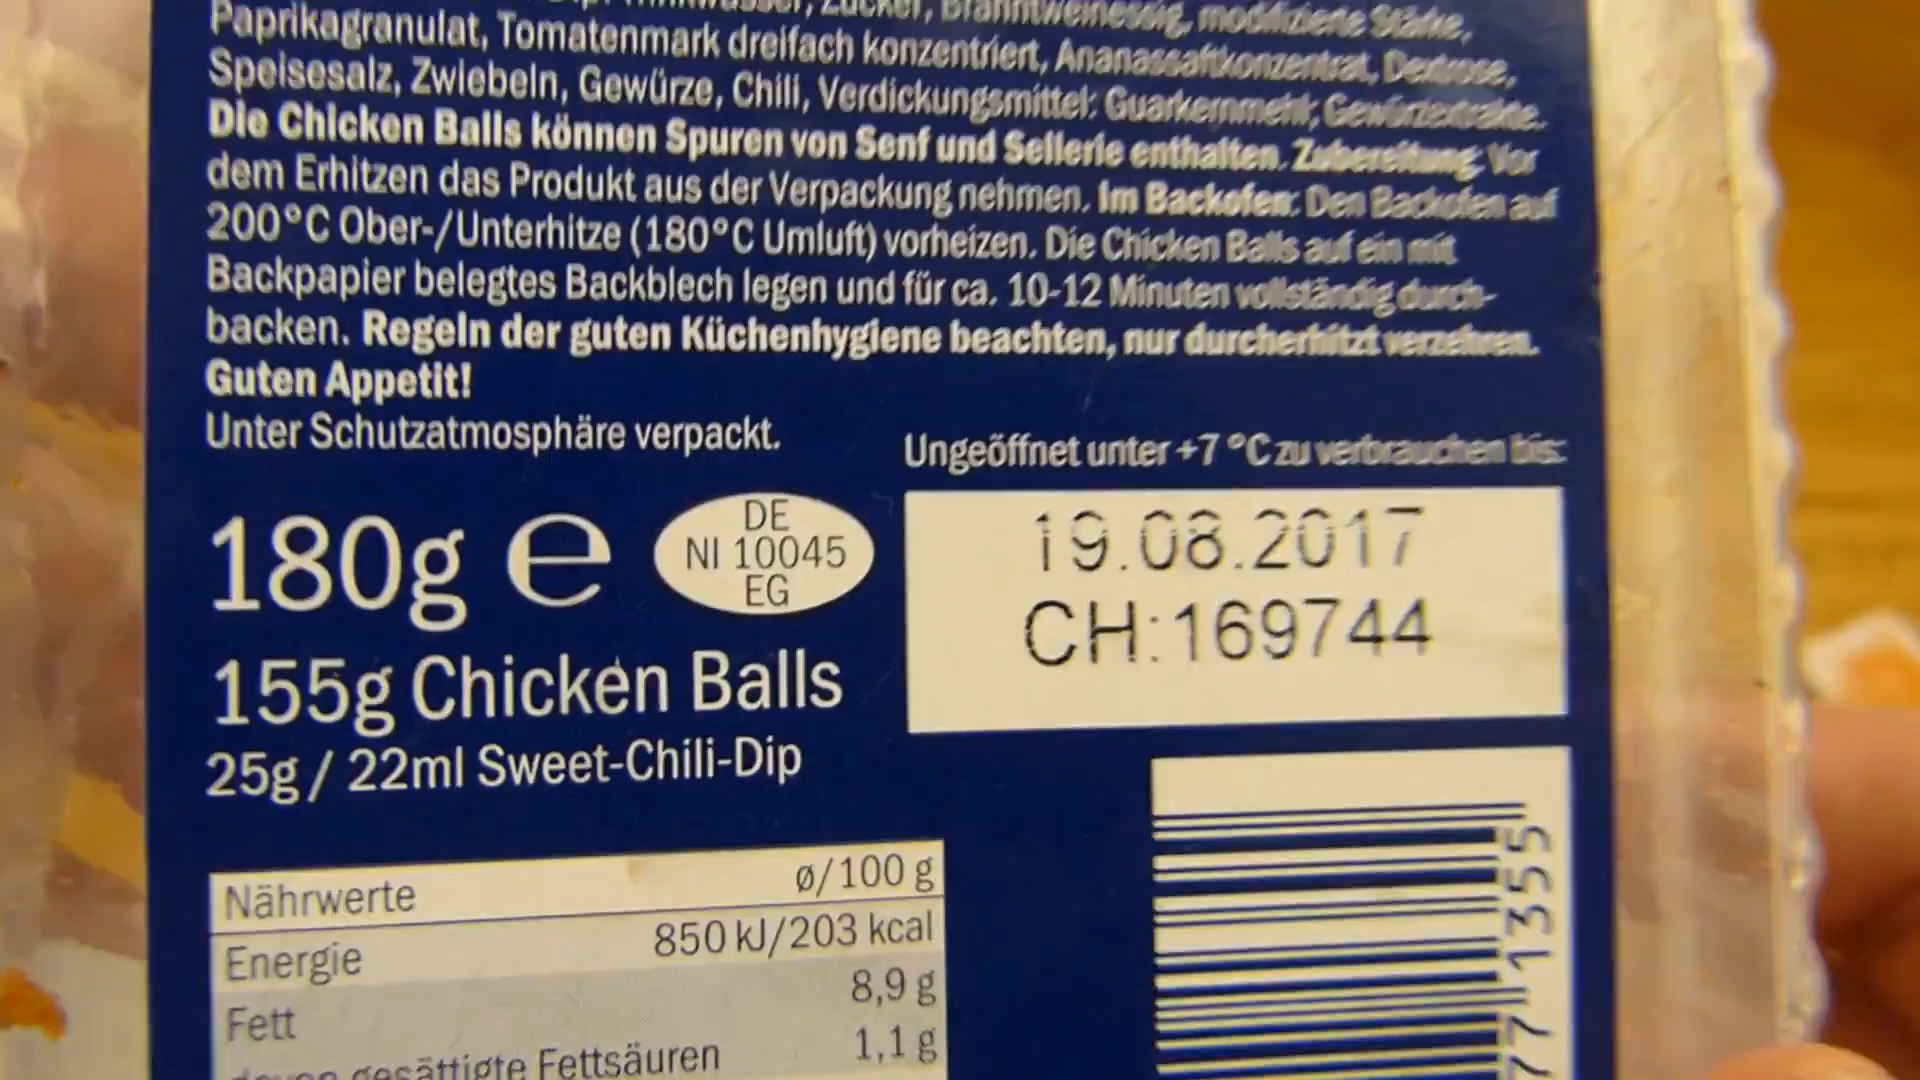 Zucker, Branntweinessig, modifizierte Stärke,
Paprikagranulat, Tomatenmark dreifach konzentriert, Ananassaftkonzentrat, Dextrose,
Speisesalz, Zwiebeln, Gewürze, Chili, Verdickungsmittel: Guarkernmehl; Gewürzextrakte.
Die Chicken Balls können Spuren von Senf und Sellerie enthalten. Zubereitung: Vor
dem Erhitzen das Produkt aus der Verpackung nehmen. Im Backofen: Den Backofen auf
200°C Ober-/Unterhitze (180°C Umluft) vorheizen. Die Chicken Balls auf ein mit
Backpapier belegtes Backblech legen und für ca. 10-12 Minuten vollständig durch-
backen. Regeln der guten Küchenhygiene beachten, nur durcherhitzt verzehren.
Guten Appetit!
Unter Schutzatmosphäre verpackt.
Ungeöffnet unter +7 °C zu verbrauchen bis:
19.08.2017
CH:169744
180g e
DE
NI 10045
EG
155g Chicken Balls
25g / 22ml Sweet-Chili-Dip
Nährwerte ø/100 g
Energie 850 kJ/203 kcal
Fett 8,9 g
davon gesättigte Fettsäuren 1,1 g
771355